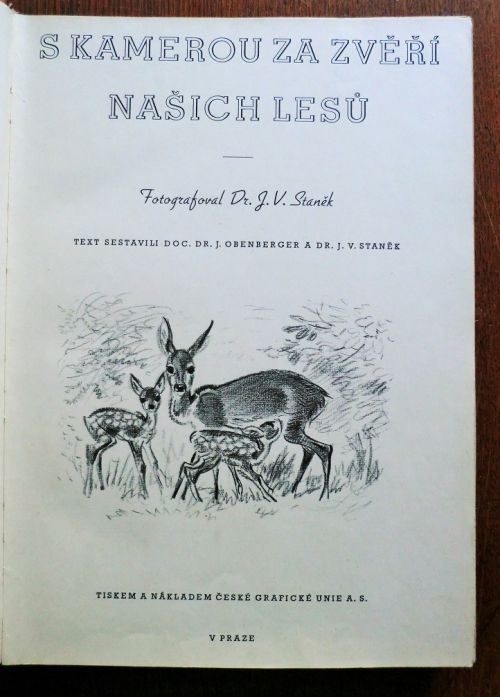 S KAMEROU ZA ZVĚŘÍ
NAŠICH LESŮ
Fotografoval Dr. J. V. Staněk
TEXT SESTAVILI DOC. DR. J. OBENBERGER A DR. J. V. STANĚK
TISKEM A NÁKLADEM ČESKÉ GRAFICKÉ UNIE A. S.
V PRAZE